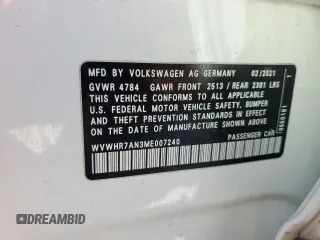 MFD. BY VOLKSWAGEN AG GERMANY 02/2021
GVWR 4784 GAWR FRONT 2513 / REAR 2381 LBS
THIS VEHICLE CONFORMS TO ALL APPLICABLE
U.S. FEDERAL MOTOR VEHICLE SAFETY, BUMPER
AND THEFT PREVENTION STANDARDS IN EFFECT
ON THE DATE OF MANUFACTURE SHOWN ABOVE.
WVWHR7AN3ME007240
PASSENGER CAR
DREAMBID